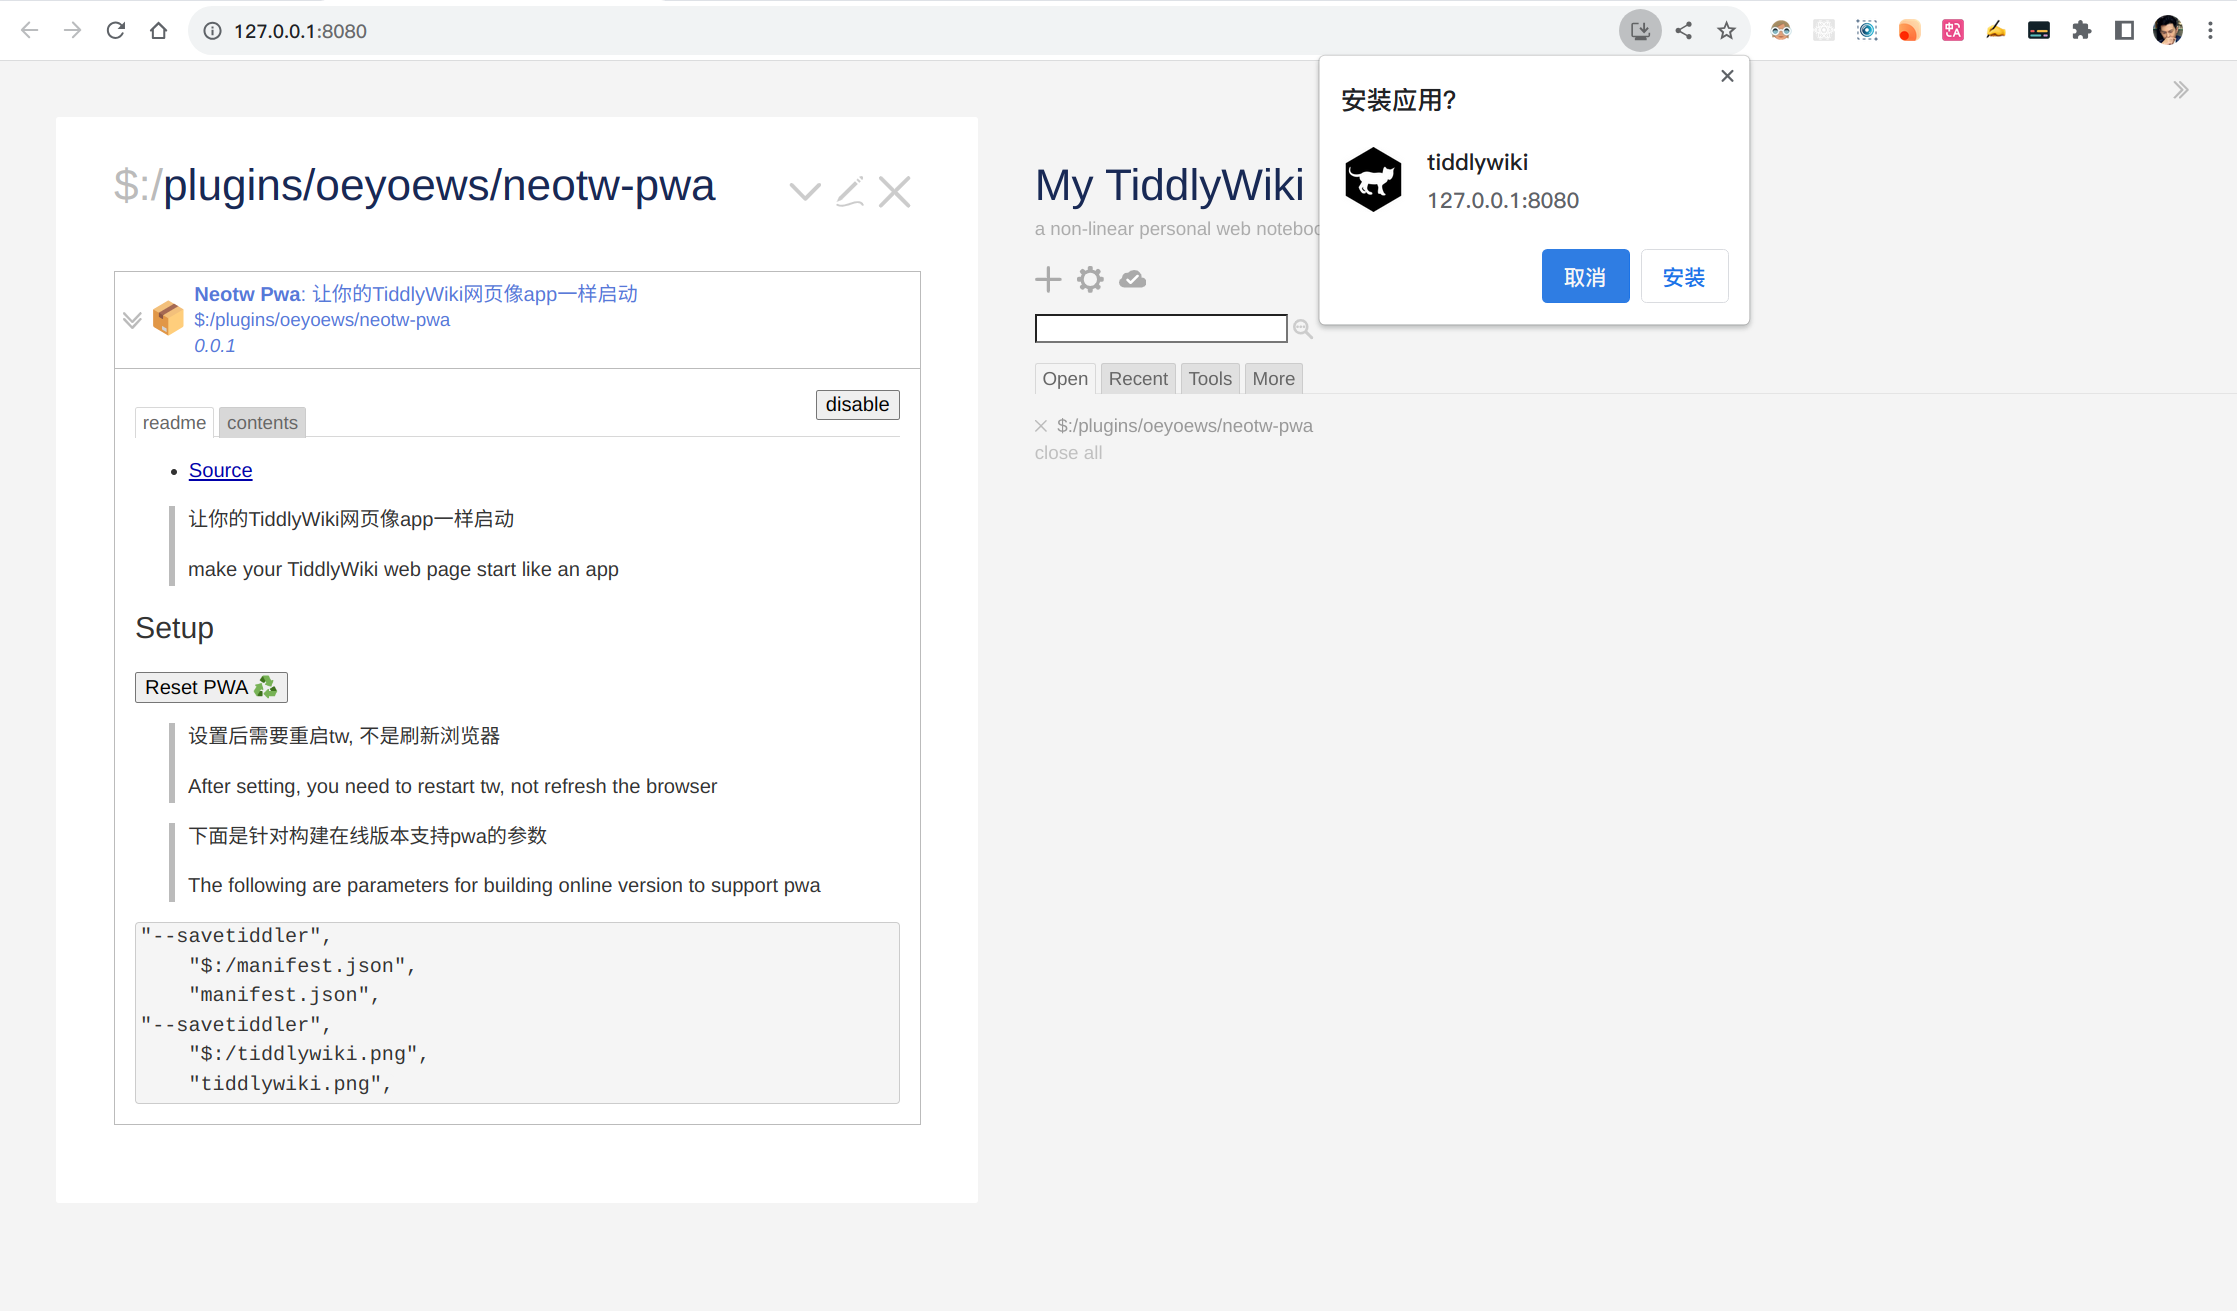 127.0.0.1:8080
安装应用?
tiddlywiki
127.0.0.1:8080
取消
安装
$:/plugins/oeyoews/neotw-pwa
Neotw Pwa: 让你的TiddlyWiki网页像app一样启动
$:/plugins/oeyoews/neotw-pwa
0.0.1
disable
readme
contents
Source
让你的TiddlyWiki网页像app一样启动
make your TiddlyWiki web page start like an app
Setup
Reset PWA
设置后需要重启tw, 不是刷新浏览器
After setting, you need to restart tw, not refresh the browser
下面是针对构建在线版本支持pwa的参数
The following are parameters for building online version to support pwa
"--savetiddler",
"$:/manifest.json",
"manifest.json",
"--savetiddler",
"$:/tiddlywiki.png",
"tiddlywiki.png",
My TiddlyWiki
a non-linear personal web noteboo
Open
Recent
Tools
More
$:/plugins/oeyoews/neotw-pwa
close all